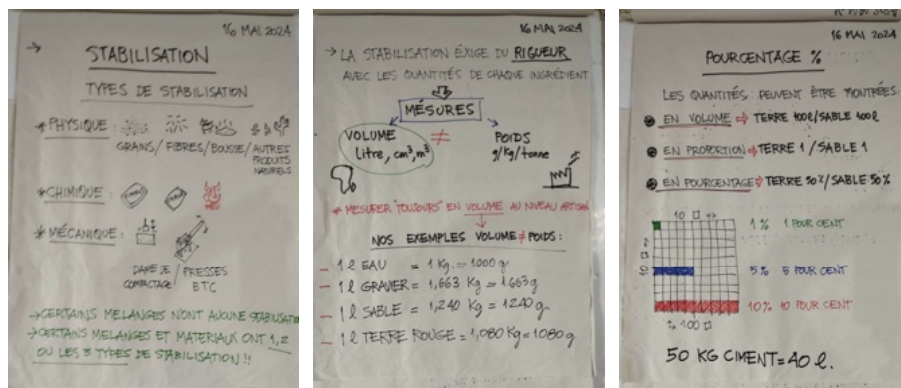 16 MAI 2024
→ STABILISATION
TYPES DE STABILISATION
* PHYSIQUE:
GRAINS/ FIBRES/ BOUSE/ AUTRES
PRODUITS
NATURELS
* CHIMIQUE:
* MÉCANIQUE:
DAME JE / PRESSES
COMPACTAGE BTC
→ CERTAINS MELANGES N'ONT AUCUNE STABILISATION
→ CERTAINS MELANGES ET MATERIAUX ONT 1, 2
OU LES 3 TYPES DE STABILISATION !!
16 MAI 2024
→ LA STABILISATION ÉXIGE DU RIGUEUR
AVEC LES QUANTITÉS DE CHAQUE INGRÉDIENT
MÉSURES
VOLUME ≠ POIDS
Litre, cm³, m³ g/Kg/tonne
* MESURER "TOUJOURS" EN VOLUME AU NIVEAU ARTISAN
NOS EXEMPLES VOLUME ≠ POIDS:
– 1 l EAU = 1 Kg. = 1000 g
– 1 l GRAVIER = 1,663 Kg = 1.663 g
– 1 l SABLE = 1,240 Kg = 1240 g.
– 1 l TERRE ROUGE = 1,080 Kg = 1080 g
16 MAI 2024
POURCENTAGE %
LES QUANTITÉS: PEUVENT ÊTRE MONTRÉES:
EN VOLUME ⇨ TERRE 100 l / SABLE 100 l
EN PROPORTION ⇨ TERRE 1 / SABLE 1
EN POURCENTAGE ⇨ TERRE 50% / SABLE 50%
10
1% 1 POUR CENT
10
5% 5 POUR CENT
10% 10 POUR CENT
100
50 KG CIMENT = 40 l.